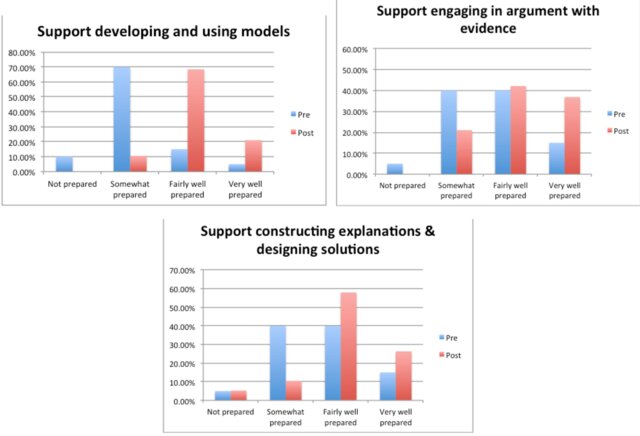 Support developing and using models
80.00%
70.00%
60.00%
50.00%
40.00%
30.00%
20.00%
10.00%
0.00%
Not prepared
Somewhat prepared
Fairly well prepared
Very well prepared
Pre
Post
Support engaging in argument with
evidence
60.00%
50.00%
40.00%
30.00%
20.00%
10.00%
0.00%
Not prepared
Somewhat prepared
Fairly well prepared
Very well prepared
Pre
Post
Support constructing explanations &
designing solutions
70.00%
60.00%
50.00%
40.00%
30.00%
20.00%
10.00%
0.00%
Not prepared
Somewhat prepared
Fairly well prepared
Very well prepared
Pre
Post